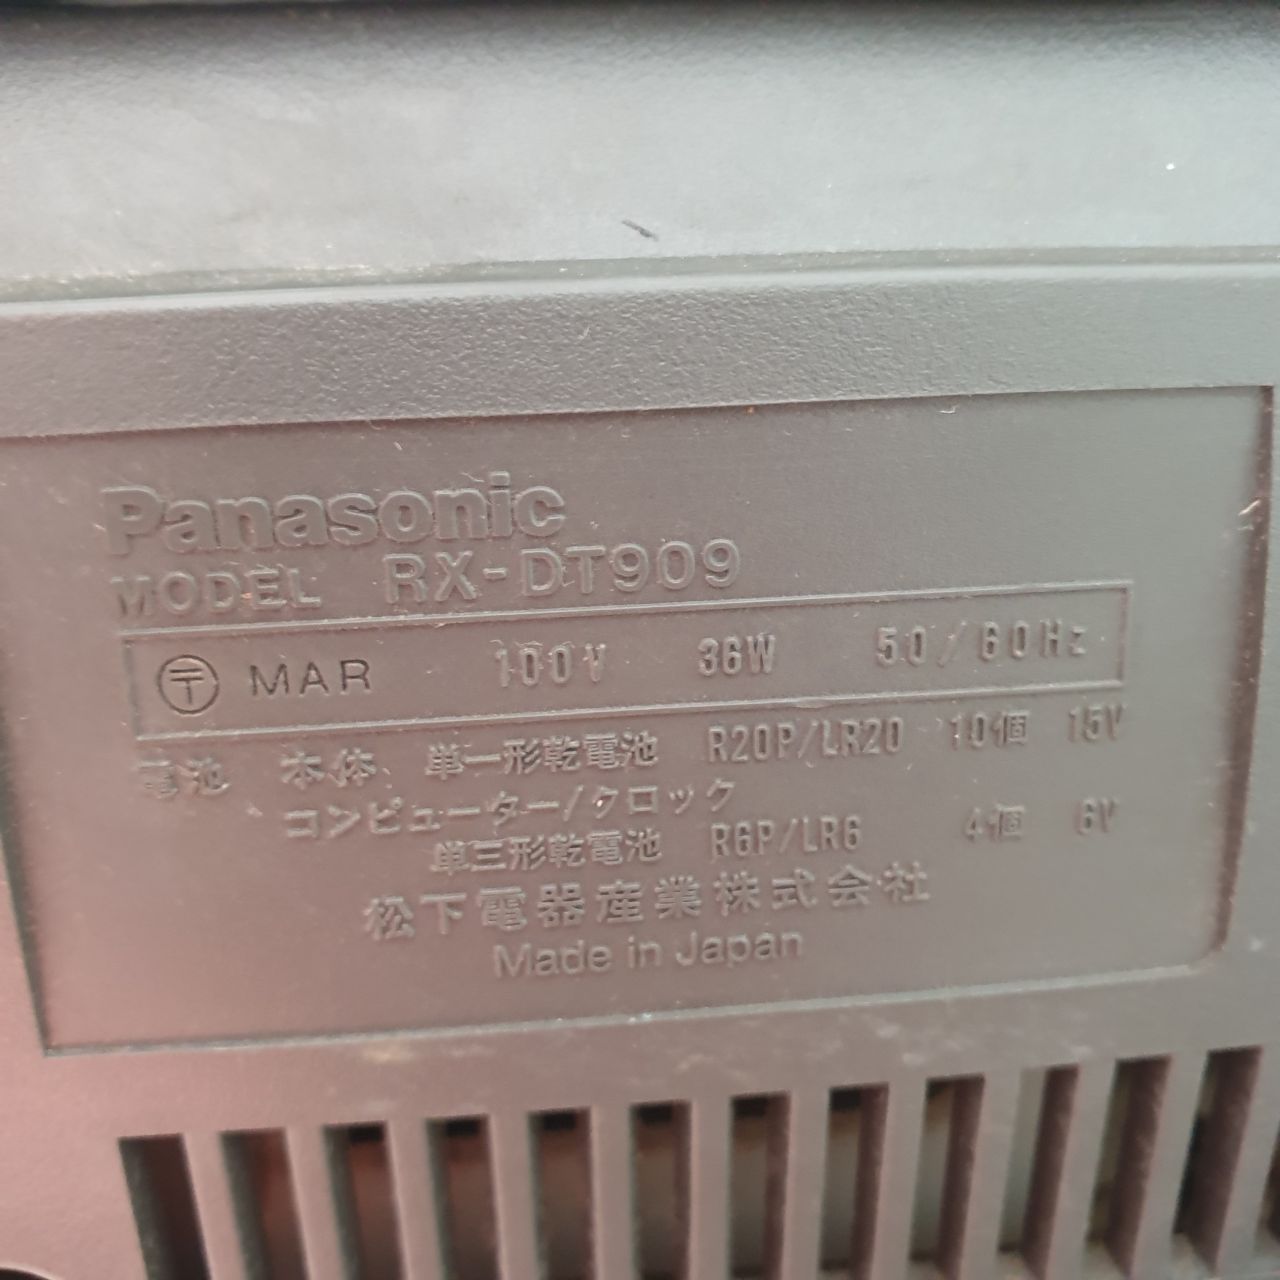 Panasonic
MODEL RX-DT909
〒 MAR 100V 36W 50/60Hz
電池 本体 単一形乾電池 R20P/LR20 10個 15V
コンピューター/クロック
単三形乾電池 R6P/LR6 4個 6V
松下電器産業株式会社
Made in Japan